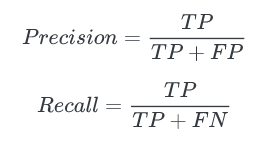 Precision = TP / (TP + FP)
Recall = TP / (TP + FN)